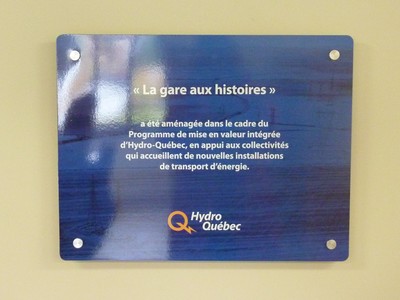 « La gare aux histoires »
a été aménagée dans le cadre du
Programme de mise en valeur intégrée
d'Hydro-Québec, en appui aux collectivités
qui accueillent de nouvelles installations
de transport d'énergie.
Hydro
Québec